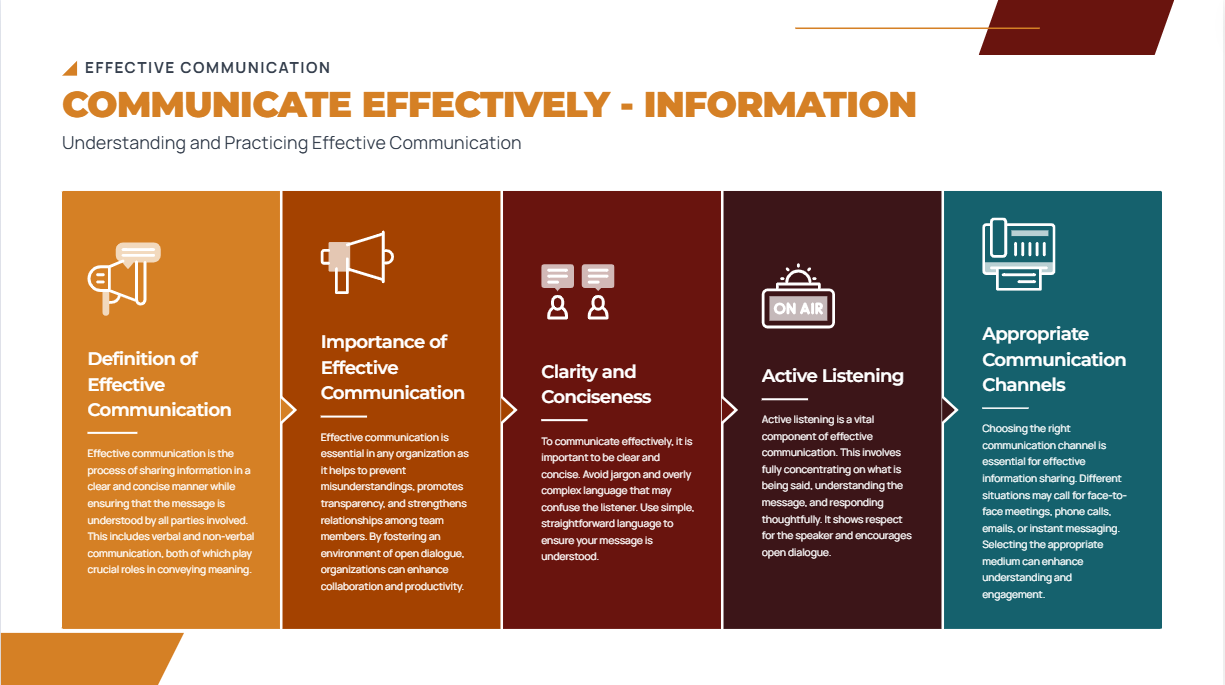 EFFECTIVE COMMUNICATION
COMMUNICATE EFFECTIVELY - INFORMATION
Understanding and Practicing Effective Communication
Definition of
Effective
Communication
Effective communication is the
process of sharing information in a
clear and concise manner while
ensuring that the message is
understood by all parties involved.
This includes verbal and non-verbal
communication, both of which play
crucial roles in conveying meaning.
Importance of
Effective
Communication
Effective communication is
essential in any organization as
it helps to prevent
misunderstandings, promotes
transparency, and strengthens
relationships among team
members. By fostering an
environment of open dialogue,
organizations can enhance
collaboration and productivity.
Clarity and
Conciseness
To communicate effectively, it is
important to be clear and
concise. Avoid jargon and overly
complex language that may
confuse the listener. Use simple,
straightforward language to
ensure your message is
understood.
ON AIR
Active Listening
Active listening is a vital
component of effective
communication. This involves
fully concentrating on what is
being said, understanding the
message, and responding
thoughtfully. It shows respect
for the speaker and encourages
open dialogue.
Appropriate
Communication
Channels
Choosing the right
communication channel is
essential for effective
information sharing. Different
situations may call for face-to-
face meetings, phone calls,
emails, or instant messaging.
Selecting the appropriate
medium can enhance
understanding and
engagement.